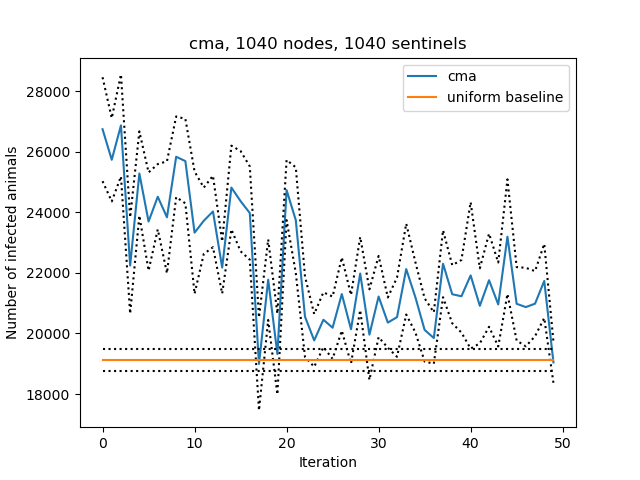 cma, 1040 nodes, 1040 sentinels
cma
uniform baseline
28000
26000
24000
22000
20000
18000
Number of infected animals
0 10 20 30 40 50
Iteration